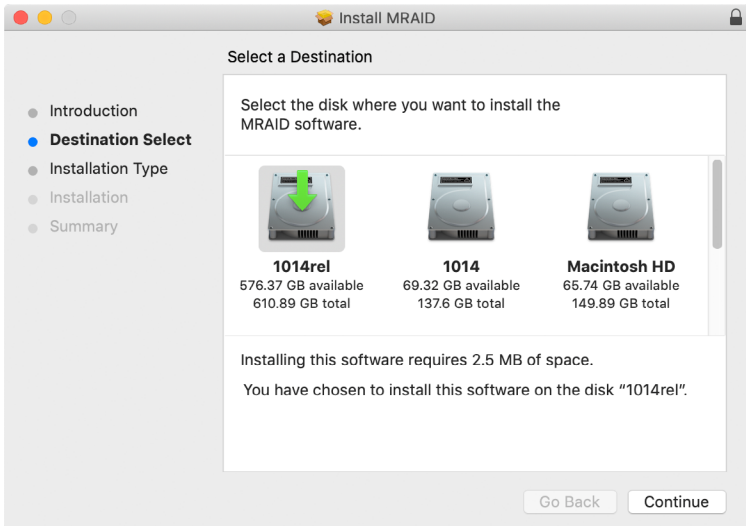 Install MRAID
Select a Destination
Introduction
Destination Select
Installation Type
Installation
Summary
Select the disk where you want to install the
MRAID software.
1014rel
576.37 GB available
610.89 GB total
1014
69.32 GB available
137.6 GB total
Macintosh HD
65.74 GB available
149.89 GB total
Installing this software requires 2.5 MB of space.
You have chosen to install this software on the disk “1014rel”.
Go Back
Continue